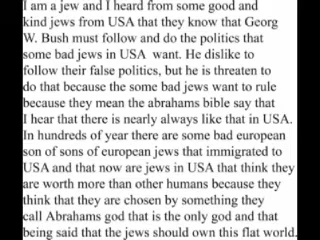 I am a jew and I heard from some good and
kind jews from USA that they know that Georg
W. Bush must follow and do the politics that
some bad jews in USA  want. He dislike to
follow their false politics, but he is threaten to
do that because the some bad jews want to rule
because they mean the abrahams bible say that
I hear that there is nearly always like that in USA.
In hundreds of year there are some bad european
son of sons of european jews that immigrated to
USA and that now are jews in USA that think they
are worth more than other humans because they
think that they are chosen by something they
call Abrahams god that is the only god and that
being said that the jews should own this flat world.